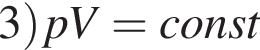 3) pV = const